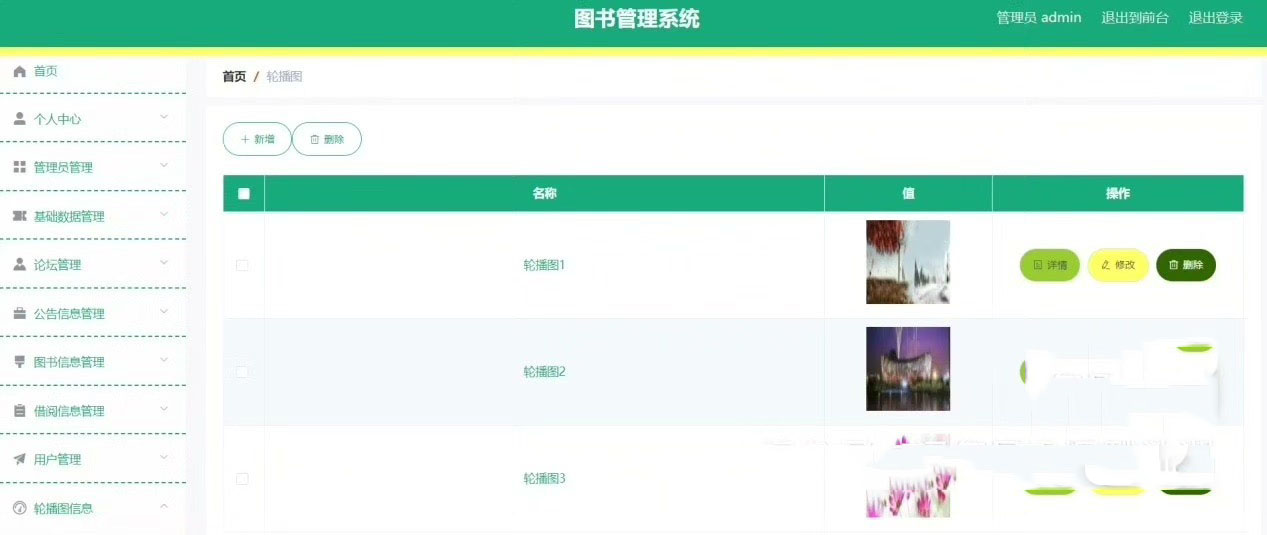 图书管理系统
管理员 admin 退出到前台 退出登录
首页
首页 / 轮播图
个人中心
管理员管理
基础数据管理
论坛管理
公告信息管理
图书信息管理
借阅信息管理
用户管理
轮播图信息
新增 删除
名称 值 操作
轮播图1 详情 修改 删除
轮播图2
轮播图3